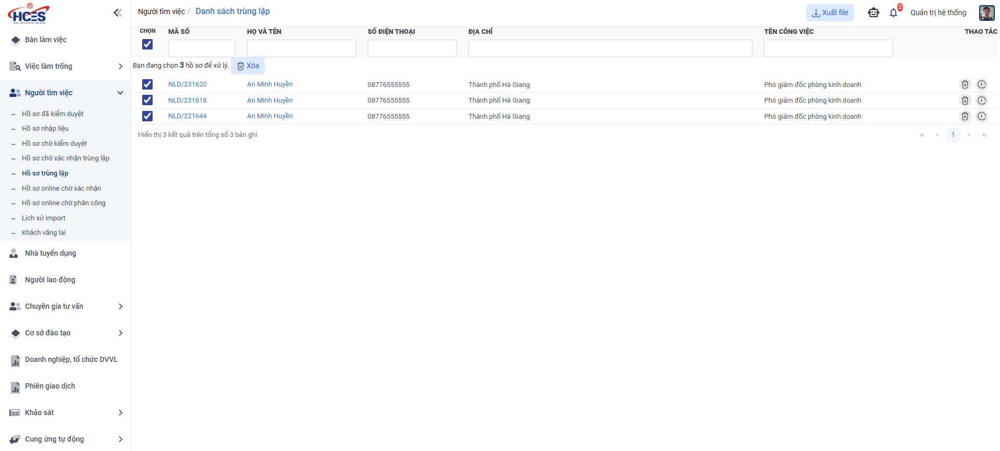 HCES
Người tìm việc / Danh sách trùng lặp
Xuất file
2
Quản trị hệ thống
Bàn làm việc
Việc làm trống
Người tìm việc
Hồ sơ đã kiểm duyệt
Hồ sơ nhập liệu
Hồ sơ chờ kiểm duyệt
Hồ sơ chờ xác nhận trùng lặp
Hồ sơ trùng lặp
Hồ sơ online chờ xác nhận
Hồ sơ online chờ phân công
Lịch sử import
Khách vãng lai
Nhà tuyển dụng
Người lao động
Chuyên gia tư vấn
Cơ sở đào tạo
Doanh nghiệp, tổ chức DVVL
Phiên giao dịch
Khảo sát
Cung ứng tự động
CHỌN MÃ SỐ HỌ VÀ TÊN SỐ ĐIỆN THOẠI ĐỊA CHỈ TÊN CÔNG VIỆC THAO TÁC
Bạn đang chọn 3 hồ sơ để xử lý. Xóa
NLD/231620 An Minh Huyền 08776555555 Thành phố Hà Giang Phó giám đốc phòng kinh doanh
NLD/231618 An Minh Huyền 08776555555 Thành phố Hà Giang Phó giám đốc phòng kinh doanh
NLD/221644 An Minh Huyền 08776555555 Thành phố Hà Giang Phó giám đốc phòng kinh doanh
Hiển thị 3 kết quả trên tổng số 3 bản ghi
« ‹ 1 › »